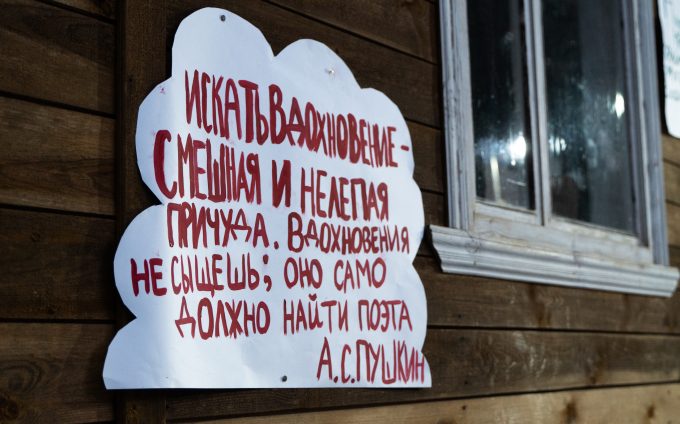 ИСКАТЬ ВДОХНОВЕНИЕ -
СМЕШНАЯ И НЕЛЕПАЯ
ПРИЧУДА. ВДОХНОВЕНИЯ
НЕ СЫЩЕШЬ; ОНО САМО
ДОЛЖНО НАЙТИ ПОЭТА
А.С.ПУШКИН